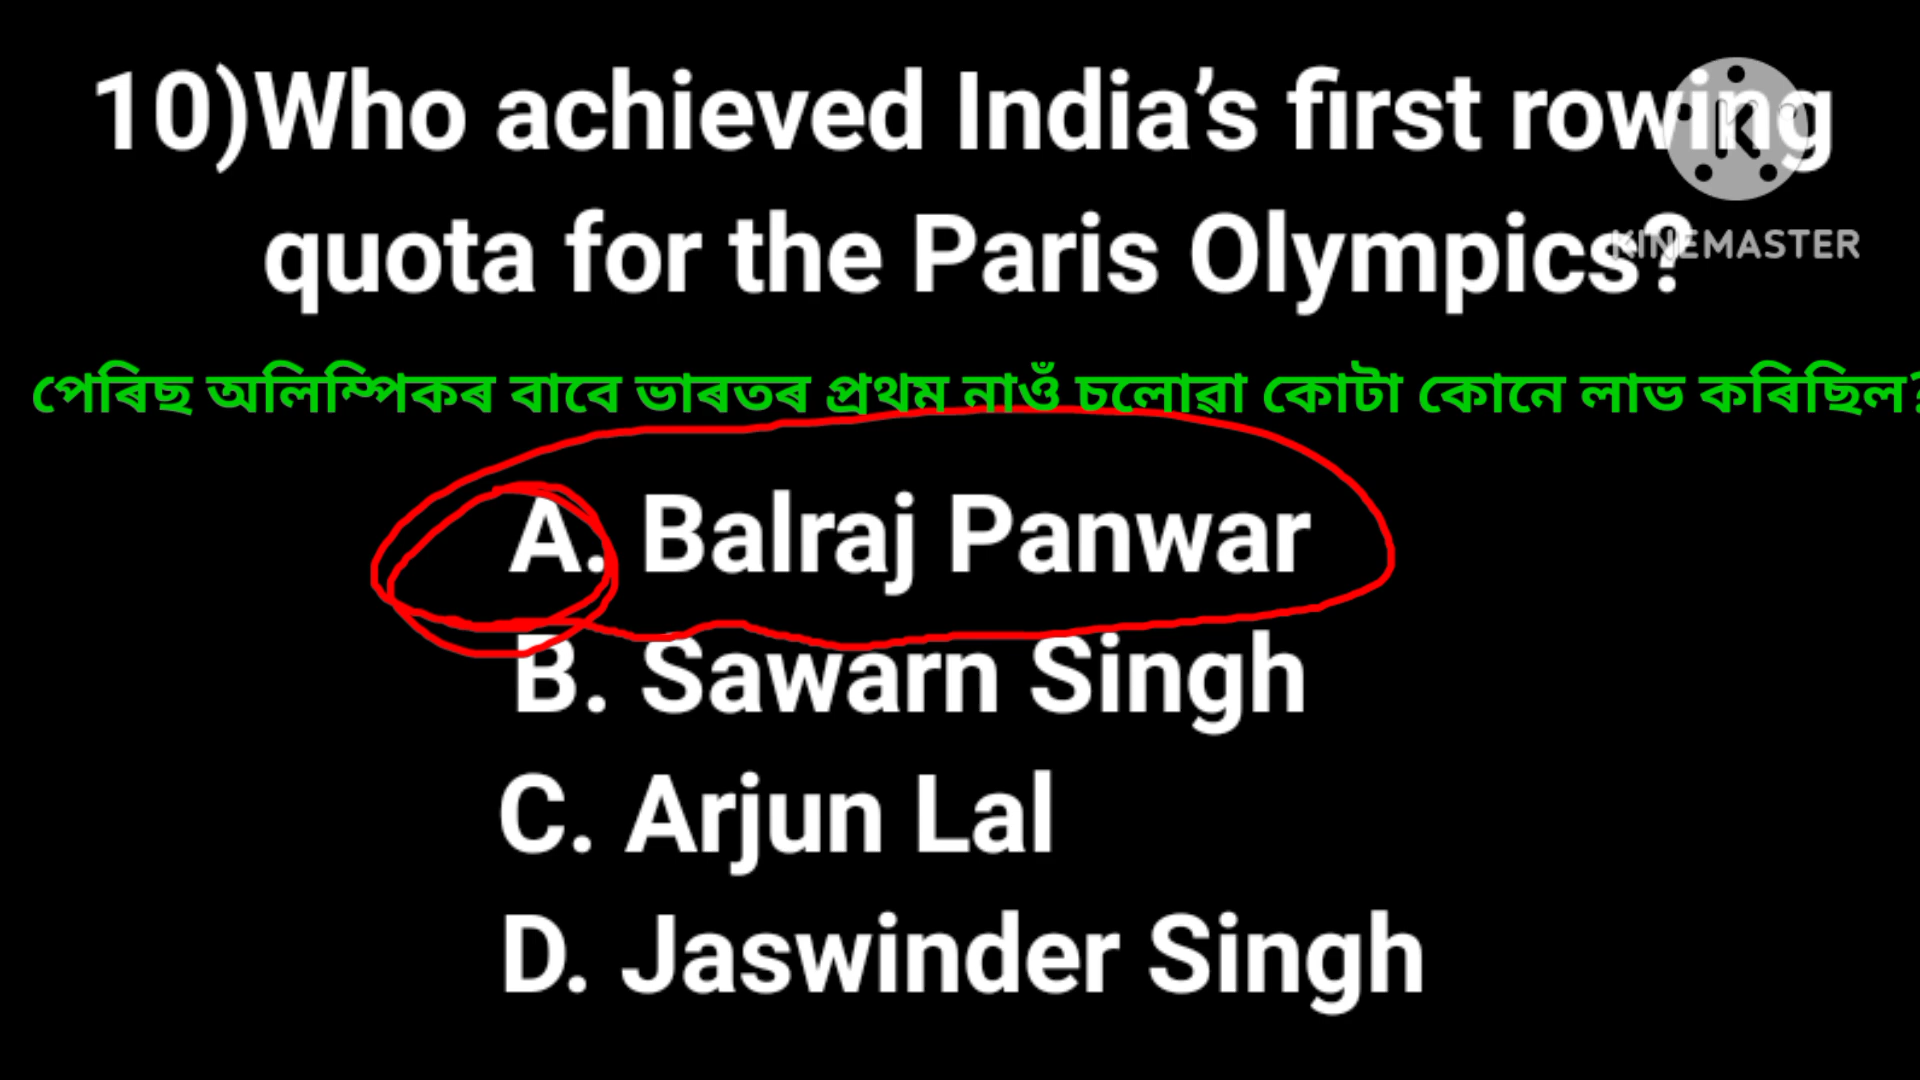 10)Who achieved India’s first rowing
quota for the Paris Olympics?
KINEMASTER
পেৰিছ অলিম্পিকৰ বাবে ভাৰতৰ প্ৰথম নাওঁ চলোৱা কোটা কোনে লাভ কৰিছিল?
A. Balraj Panwar
B. Sawarn Singh
C. Arjun Lal
D. Jaswinder Singh